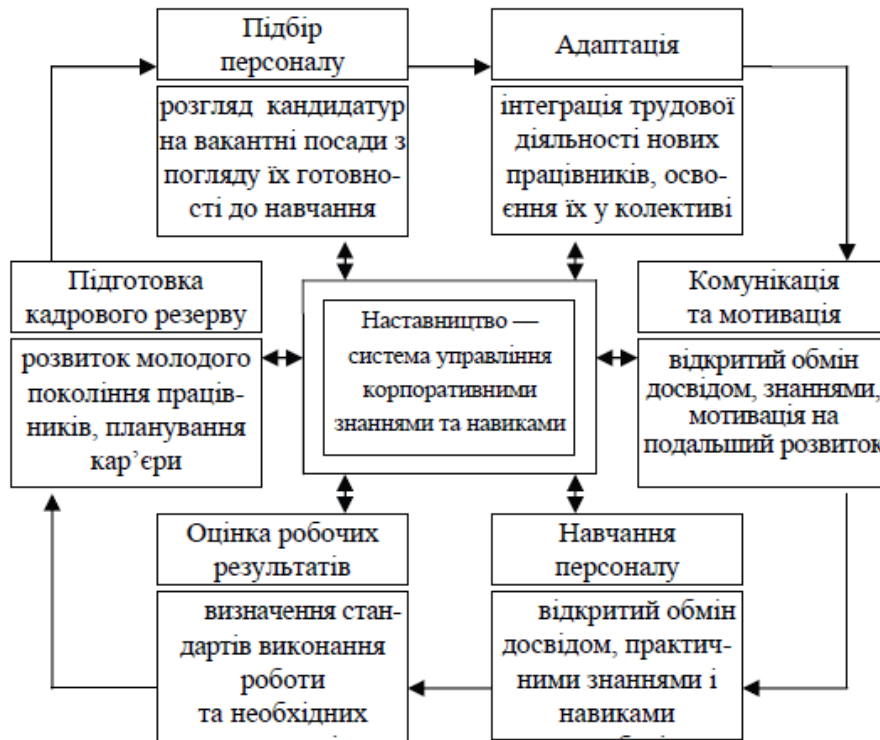 Підбір
персоналу
розгляд кандидатур
на вакантні посади з
погляду їх готовно-
сті до навчання
Адаптація
інтеграція трудової
діяльності нових
працівників, осво-
єння їх у колективі
Підготовка
кадрового резерву
розвиток молодого
покоління праців-
ників, планування
кар’єри
Наставництво —
система управління
корпоративними
знаннями та навиками
Комунікація
та мотивація
відкритий обмін
досвідом, знаннями,
мотивація на
подальший розвиток
Оцінка робочих
результатів
визначення стан-
дартів виконання
роботи
та необхідних
Навчання
персоналу
відкритий обмін
досвідом, практич-
ними знаннями і
навиками